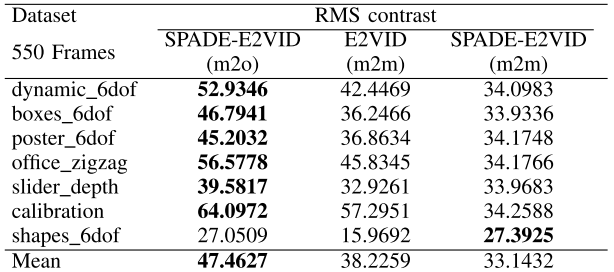 Dataset RMS contrast
550 Frames SPADE-E2VID E2VID SPADE-E2VID
(m2o) (m2m) (m2m)
dynamic_6dof 52.9346 42.4469 34.0983
boxes_6dof 46.7941 36.2466 33.9336
poster_6dof 45.2032 36.8634 34.1748
office_zigzag 56.5778 45.8345 34.1766
slider_depth 39.5817 32.9261 33.9683
calibration 64.0972 57.2951 34.2588
shapes_6dof 27.0509 15.9692 27.3925
Mean 47.4627 38.2259 33.1432